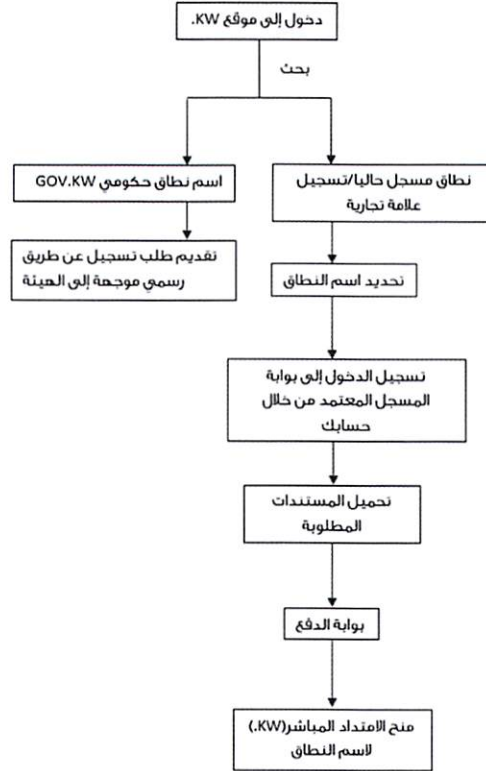 دخول إلى موقع KW.
بحث
نطاق مسجل حاليا/تسجيل
علامة تجارية
اسم نطاق حكومي GOV.KW
تحديد اسم النطاق
تقديم طلب تسجيل عن طريق
رسمي موجهة إلى الهيئة
تسجيل الدخول إلى بوابة
المسجل المعتمد من خلال
حسابك
تحميل المستندات
المطلوبة
بوابة الدفع
منح الامتداد المباشر(KW.)
لاسم النطاق